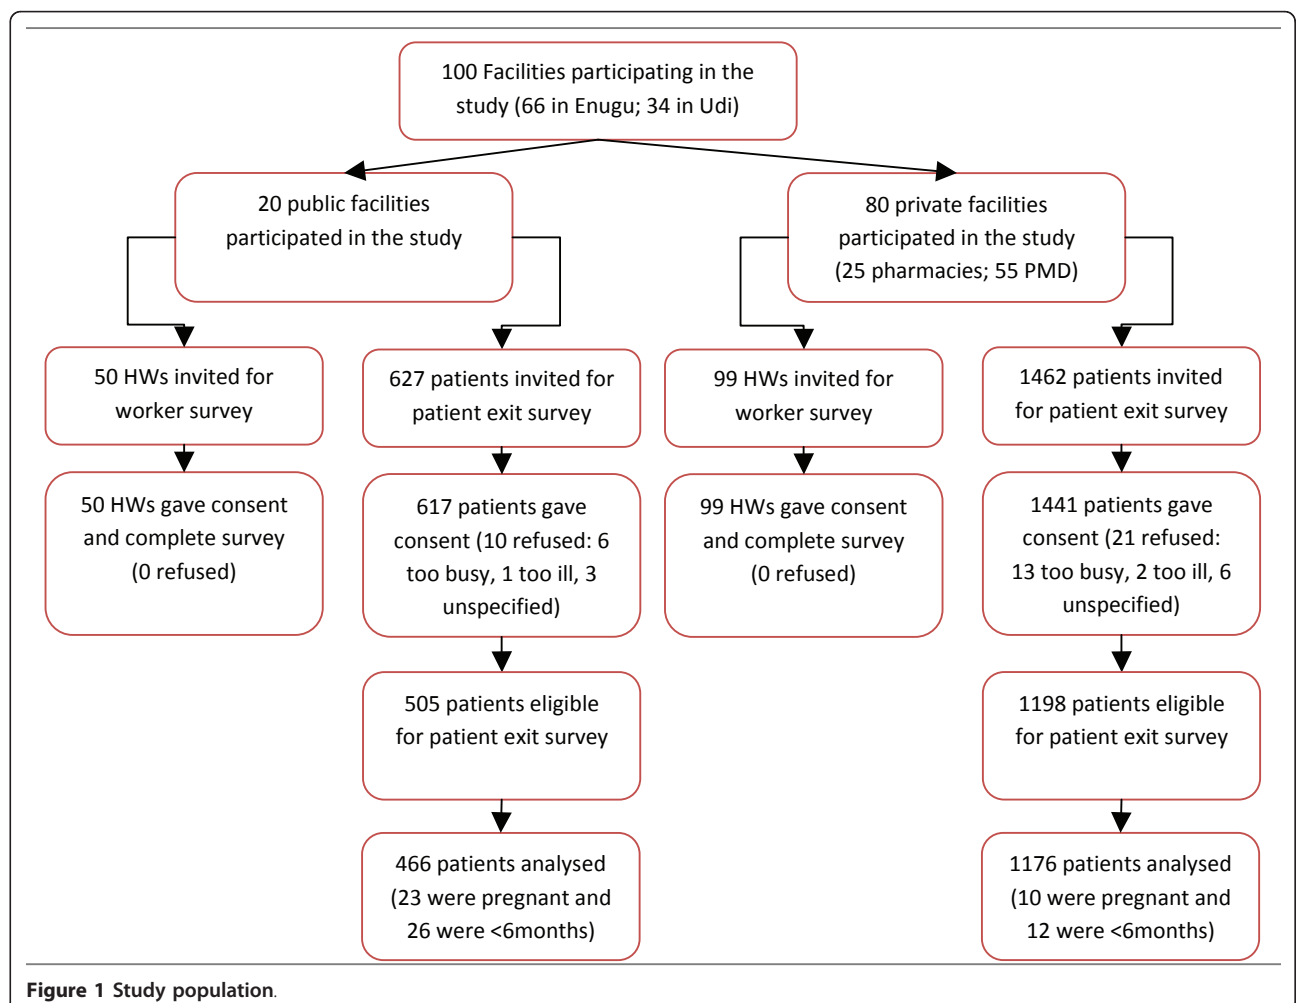 100 Facilities participating in the
study (66 in Enugu; 34 in Udi)
20 public facilities
participated in the study
80 private facilities
participated in the study
(25 pharmacies; 55 PMD)
50 HWs invited for
worker survey
627 patients invited for
patient exit survey
99 HWs invited for
worker survey
1462 patients invited
for patient exit survey
50 HWs gave consent
and complete survey
(0 refused)
617 patients gave
consent (10 refused: 6
too busy, 1 too ill, 3
unspecified)
99 HWs gave consent
and complete survey
(0 refused)
1441 patients gave
consent (21 refused:
13 too busy, 2 too ill, 6
unspecified)
505 patients eligible
for patient exit survey
1198 patients eligible
for patient exit survey
466 patients analysed
(23 were pregnant and
26 were <6months)
1176 patients analysed
(10 were pregnant and
12 were <6months)
Figure 1 Study population.